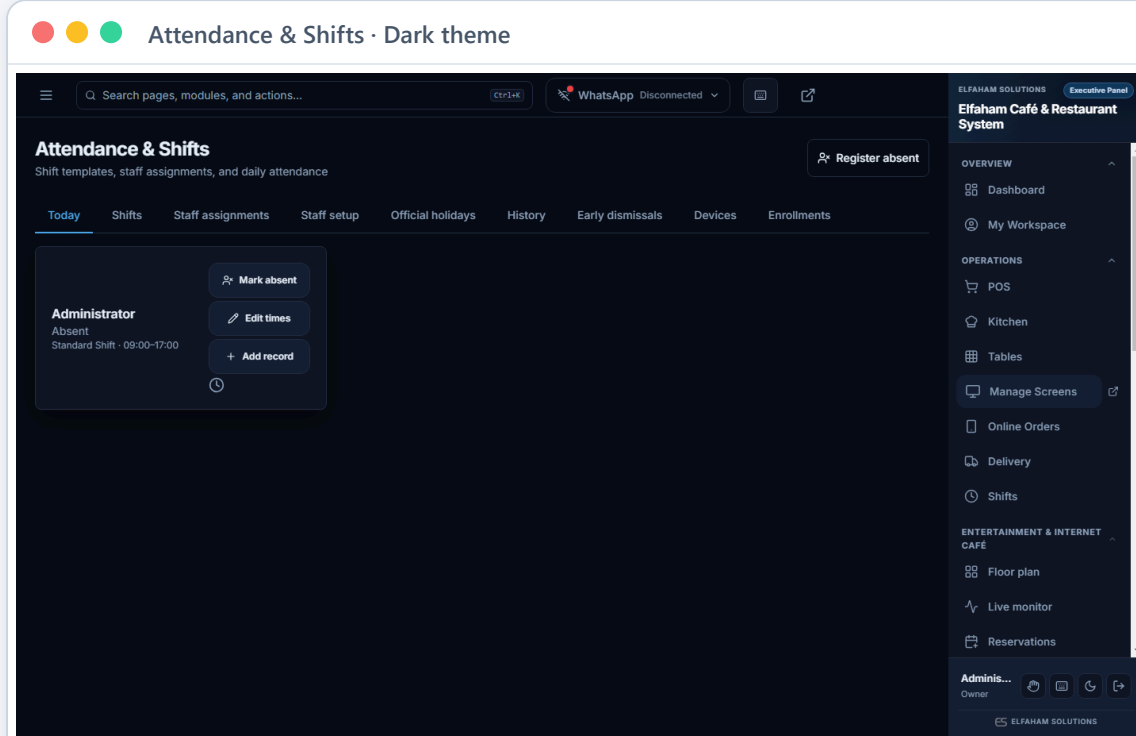 Attendance & Shifts · Dark theme
Search pages, modules, and actions...
Ctrl+K
WhatsApp Disconnected
Attendance & Shifts
Shift templates, staff assignments, and daily attendance
Register absent
Today
Shifts
Staff assignments
Staff setup
Official holidays
History
Early dismissals
Devices
Enrollments
Administrator
Absent
Standard Shift · 09:00–17:00
Mark absent
Edit times
Add record
ELFAHAM SOLUTIONS
Executive Panel
Elfaham Café & Restaurant
System
OVERVIEW
Dashboard
My Workspace
OPERATIONS
POS
Kitchen
Tables
Manage Screens
Online Orders
Delivery
Shifts
ENTERTAINMENT & INTERNET
CAFÉ
Floor plan
Live monitor
Reservations
Adminis...
Owner
ES ELFAHAM SOLUTIONS